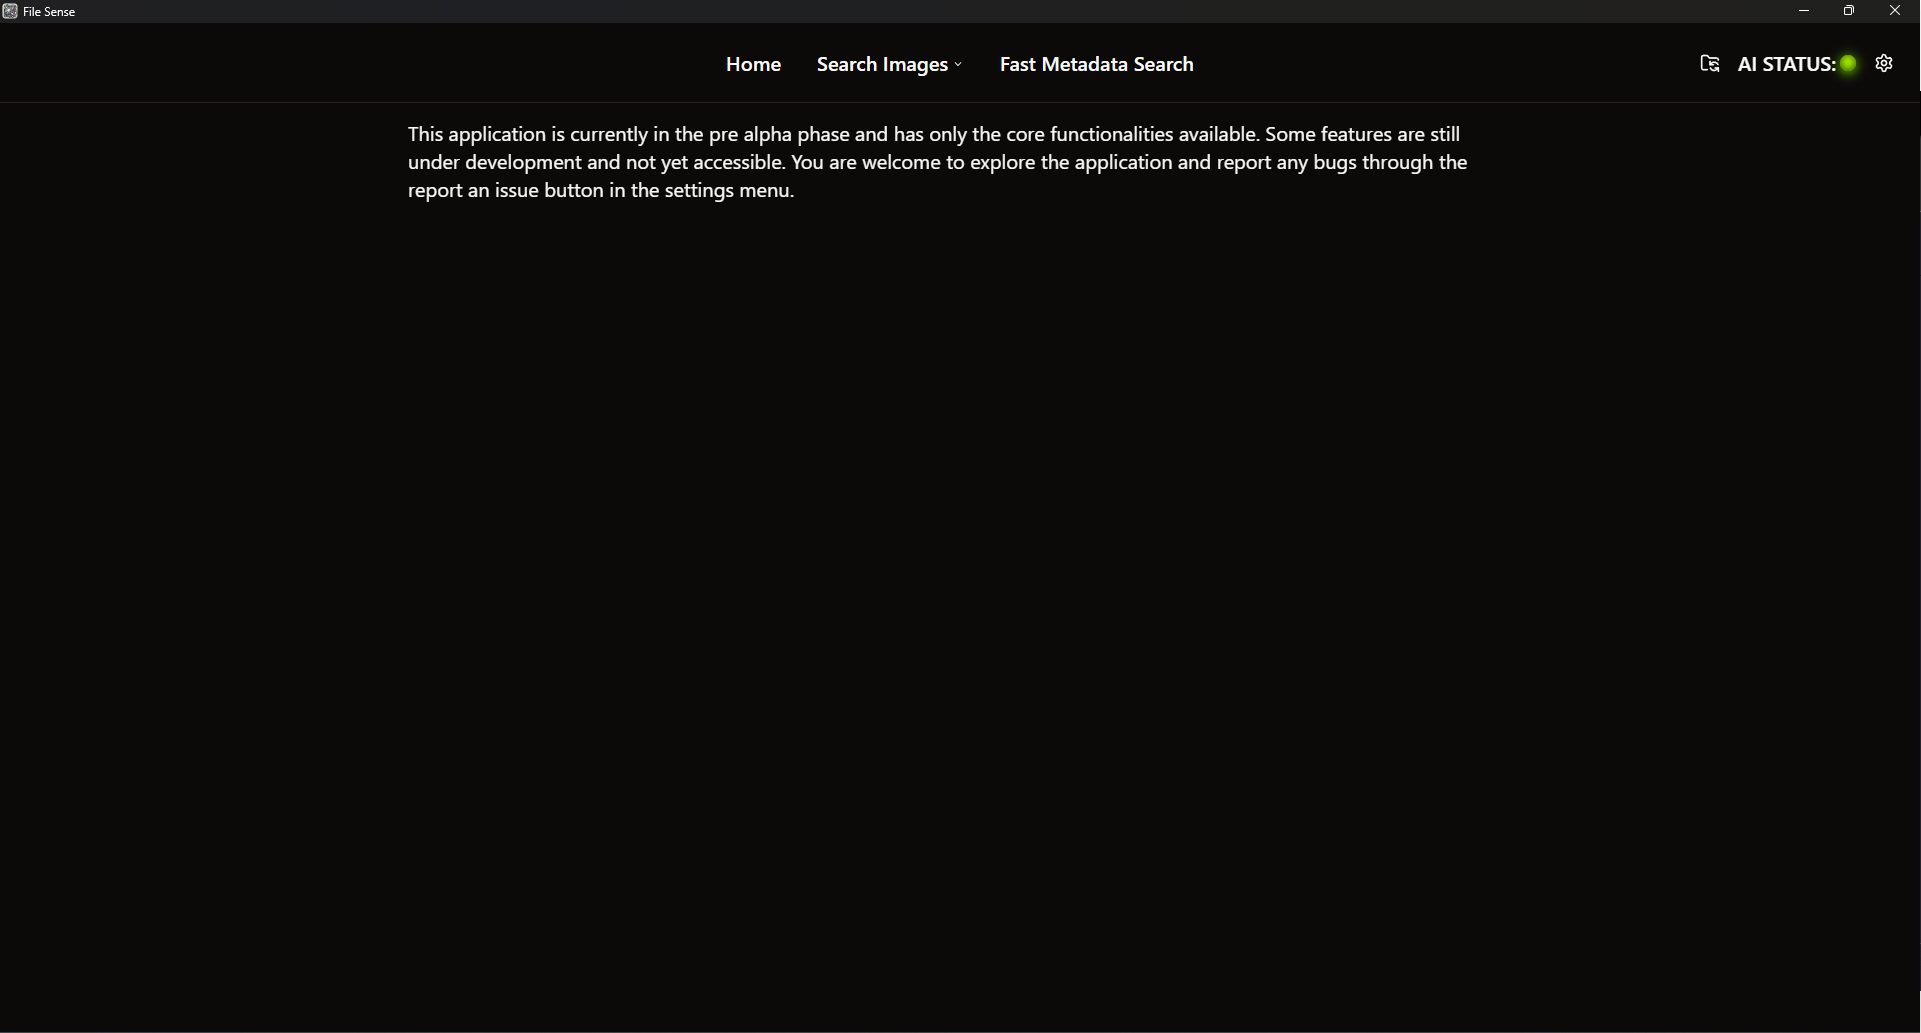 File Sense
Home
Search Images
Fast Metadata Search
AI STATUS:
This application is currently in the pre alpha phase and has only the core functionalities available. Some features are still
under development and not yet accessible. You are welcome to explore the application and report any bugs through the
report an issue button in the settings menu.